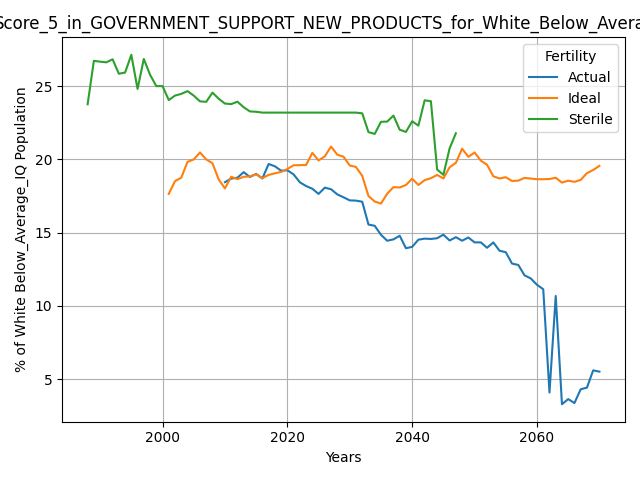 Score_5_in_GOVERNMENT_SUPPORT_NEW_PRODUCTS_for_White_Below_Avera
Fertility
Actual
Ideal
Sterile
% of White Below_Average_IQ Population
25
20
15
10
5
2000 2020 2040 2060
Years